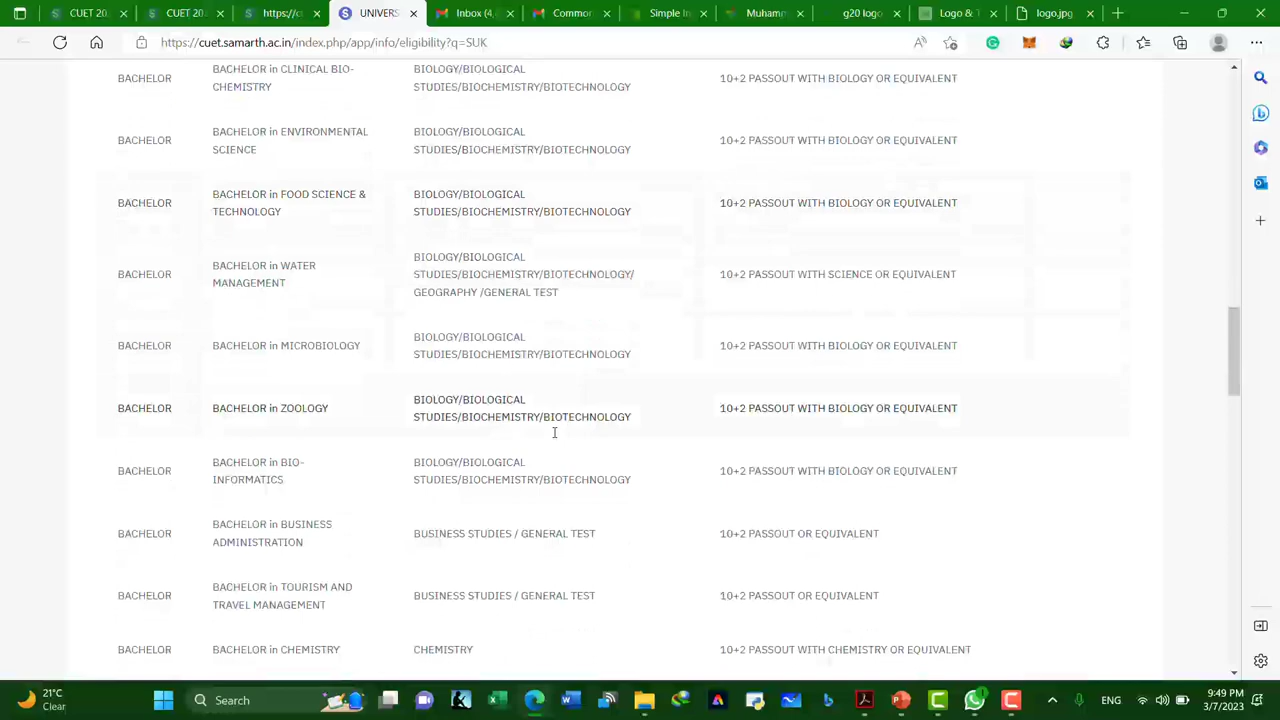 CUET 20
CUET 20
https://c
UNIVERS
Inbox (4,
Common
Simple In
Muhamm
g20 logo
Logo & T
logo.jpg
https://cuet.samarth.ac.in/index.php/app/info/eligibility?q=SUK
BACHELOR
BACHELOR in CLINICAL BIO-
CHEMISTRY
BIOLOGY/BIOLOGICAL
STUDIES/BIOCHEMISTRY/BIOTECHNOLOGY
10+2 PASSOUT WITH BIOLOGY OR EQUIVALENT
BACHELOR
BACHELOR in ENVIRONMENTAL
SCIENCE
BIOLOGY/BIOLOGICAL
STUDIES/BIOCHEMISTRY/BIOTECHNOLOGY
10+2 PASSOUT WITH BIOLOGY OR EQUIVALENT
BACHELOR
BACHELOR in FOOD SCIENCE &
TECHNOLOGY
BIOLOGY/BIOLOGICAL
STUDIES/BIOCHEMISTRY/BIOTECHNOLOGY
10+2 PASSOUT WITH BIOLOGY OR EQUIVALENT
BACHELOR
BACHELOR in WATER
MANAGEMENT
BIOLOGY/BIOLOGICAL
STUDIES/BIOCHEMISTRY/BIOTECHNOLOGY/
GEOGRAPHY /GENERAL TEST
10+2 PASSOUT WITH SCIENCE OR EQUIVALENT
BACHELOR
BACHELOR in MICROBIOLOGY
BIOLOGY/BIOLOGICAL
STUDIES/BIOCHEMISTRY/BIOTECHNOLOGY
10+2 PASSOUT WITH BIOLOGY OR EQUIVALENT
BACHELOR
BACHELOR in ZOOLOGY
BIOLOGY/BIOLOGICAL
STUDIES/BIOCHEMISTRY/BIOTECHNOLOGY
10+2 PASSOUT WITH BIOLOGY OR EQUIVALENT
BACHELOR
BACHELOR in BIO-
INFORMATICS
BIOLOGY/BIOLOGICAL
STUDIES/BIOCHEMISTRY/BIOTECHNOLOGY
10+2 PASSOUT WITH BIOLOGY OR EQUIVALENT
BACHELOR
BACHELOR in BUSINESS
ADMINISTRATION
BUSINESS STUDIES / GENERAL TEST
10+2 PASSOUT OR EQUIVALENT
BACHELOR
BACHELOR in TOURISM AND
TRAVEL MANAGEMENT
BUSINESS STUDIES / GENERAL TEST
10+2 PASSOUT OR EQUIVALENT
BACHELOR
BACHELOR in CHEMISTRY
CHEMISTRY
10+2 PASSOUT WITH CHEMISTRY OR EQUIVALENT
21°C
Clear
Search
ENG
9:49 PM
3/7/2023